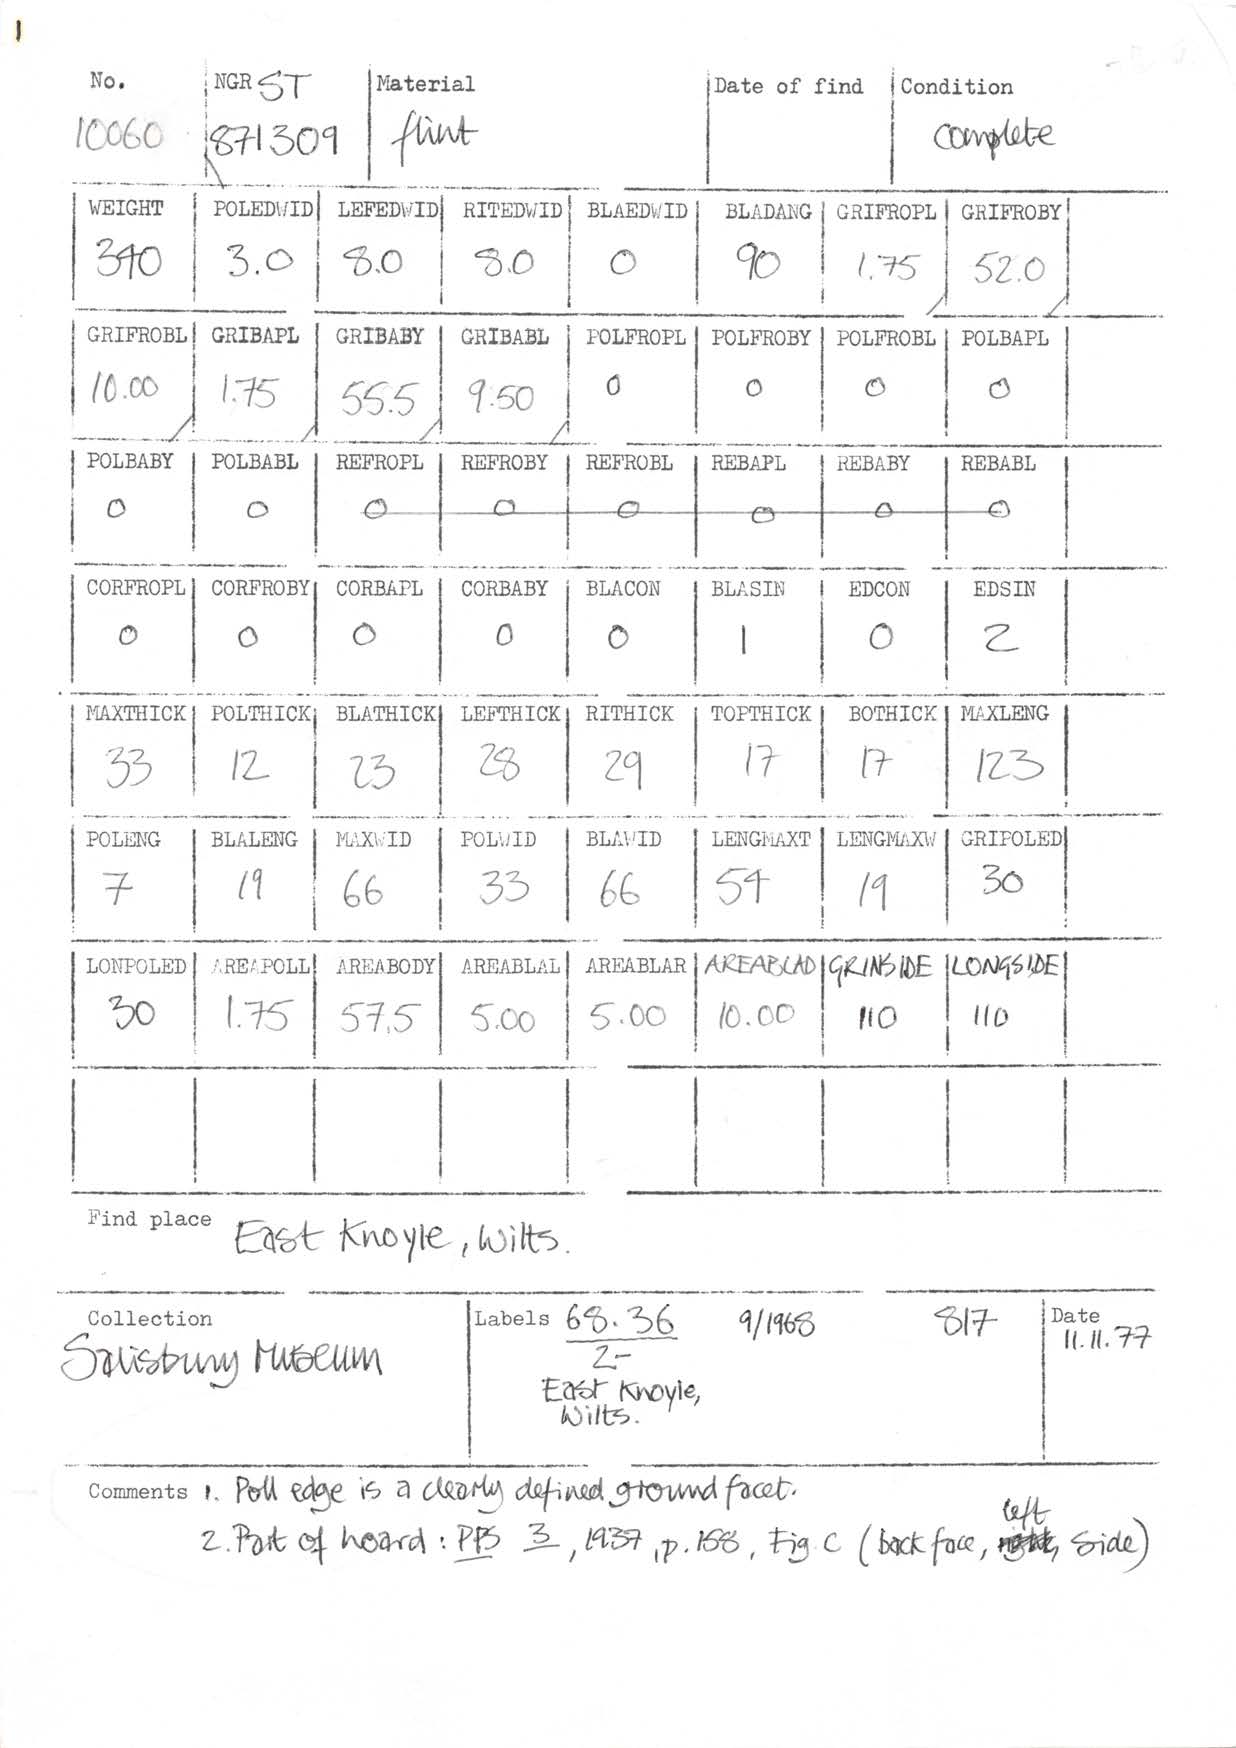 1
No. NGR ST Material Date of find Condition
10060 871309 flint complete
WEIGHT POLEDWID LEFEDWID RITEDWID BLAEDWID BLADANG GRIFROPL GRIFROBY
340 3.0 8.0 8.0 0 90 1.75 52.0
GRIFROBL GRIBAPL GRIBABY GRIBABL POLFROPL POLFROBY POLFROBL POLBAPL
10.00 1.75 55.5 9.50 0 0 0 0
POLBABY POLBABL REFROPL REFROBY REFROBL REBAPL REBABY REBABL
0 0 0 0 0 0 0 0
CORFROPL CORFROBY CORBAPL CORBABY BLACON BLASIN EDCON EDSIN
0 0 0 0 0 1 0 2
MAXTHICK POLTHICK BLATHICK LEFTHICK RITHICK TOPTHICK BOTHICK MAXLENG
33 12 23 28 29 17 17 123
POLENG BLALENG MAXWID POLWID BLAWID LENGMAXT LENGMAXW GRIPOLED
7 19 66 33 66 54 19 30
LONPOLED AREAPOLL AREABODY AREABLAL AREABLAR AREABLAD GRINSIDE LONGSIDE
30 1.75 57.5 5.00 5.00 10.00 110 110
Find place East Knoyle, Wilts.
Collection Labels 68.36 9/1968 817 Date
Salisbury Museum 2- 11.11.77
East Knoyle,
Wilts.
Comments 1. Poll edge is a clearly defined ground facet.
2. Part of hoard : PPS 3, 1937, p.158, Fig. C (back face, left side)